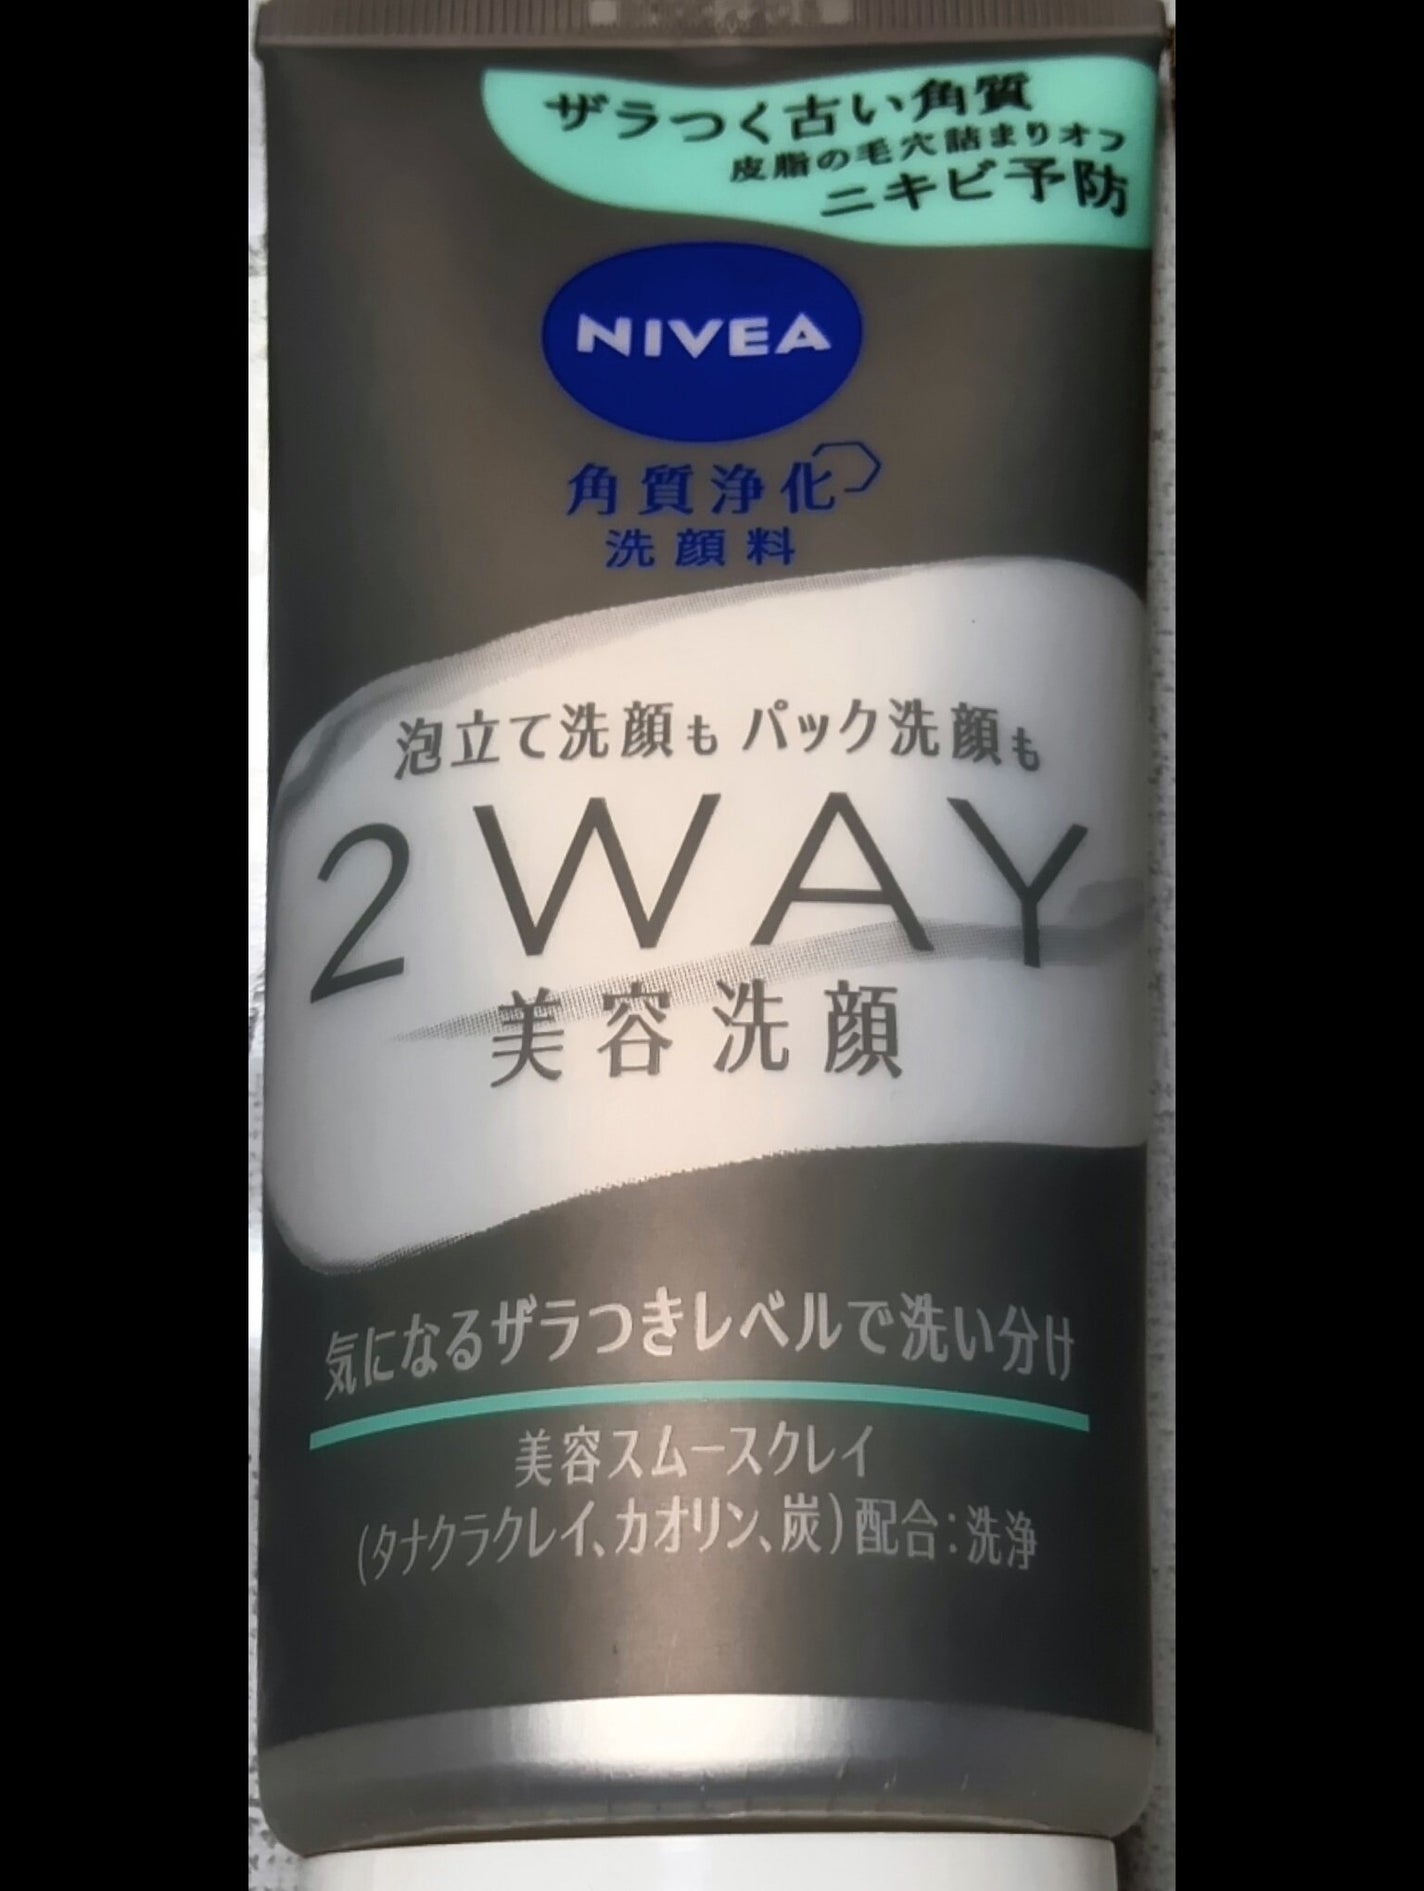 ザラつく古い角質
皮脂の毛穴詰まりオフ
ニキビ予防
NIVEA
角質浄化
洗顔料
泡立て洗顔も パック洗顔も
2WAY
美容洗顔
気になるザラつきレベルで洗い分け
美容スムースクレイ
(タナクラクレイ、カオリン、炭)配合:洗浄